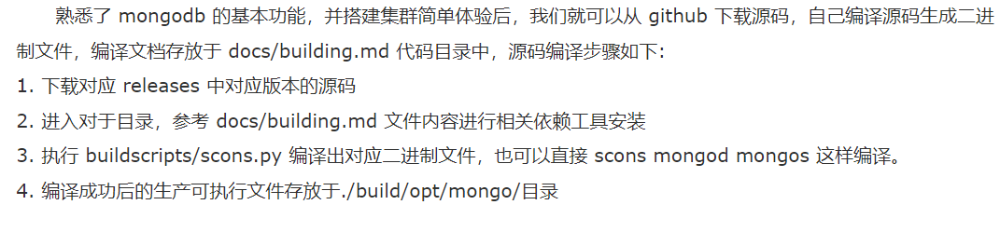 熟悉了 mongodb 的基本功能，并搭建集群简单体验后，我们就可以从 github 下载源码，自己编译源码生成二进
制文件，编译文档存放于 docs/building.md 代码目录中，源码编译步骤如下:
1. 下载对应 releases 中对应版本的源码
2. 进入对于目录，参考 docs/building.md 文件内容进行相关依赖工具安装
3. 执行 buildscripts/scons.py 编译出对应二进制文件，也可以直接 scons mongod mongos 这样编译。
4. 编译成功后的生产可执行文件存放于./build/opt/mongo/目录